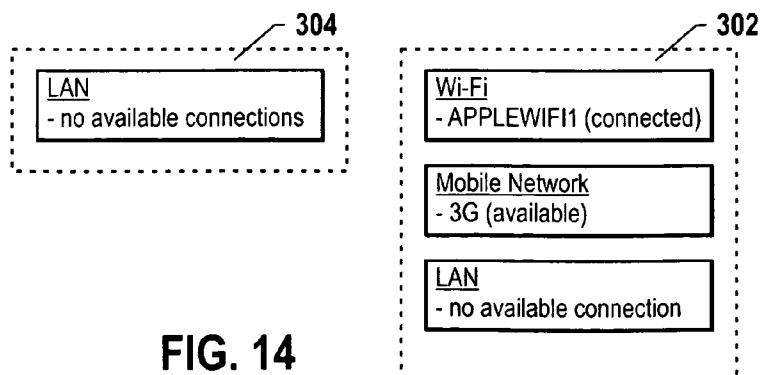 304
LAN
- no available connections
302
Wi-Fi
- APPLEWIFI1 (connected)
Mobile Network
- 3G (available)
LAN
- no available connection
FIG. 14